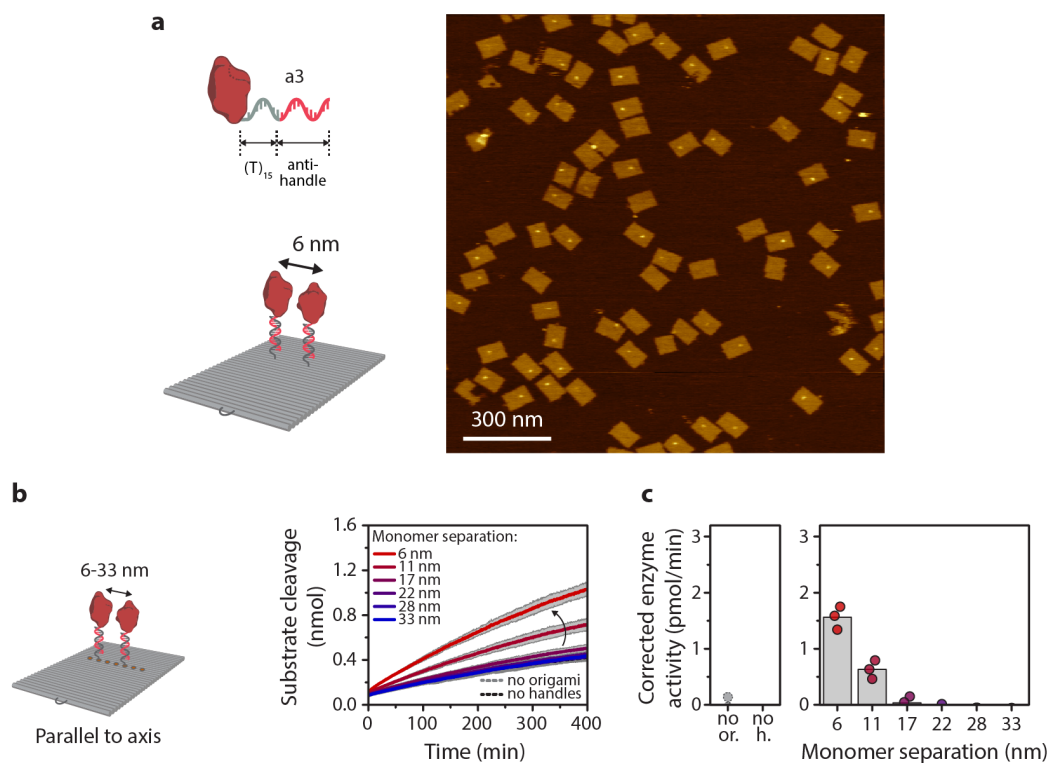 a
a3
(T)15
anti-
handle
6 nm
300 nm
b
6-33 nm
Parallel to axis
Substrate cleavage
(nmol)
1.6
1.2
0.8
0.4
0.0
Monomer separation:
6 nm
11 nm
17 nm
22 nm
28 nm
33 nm
no origami
no handles
0 100 200 300 400
Time (min)
c
Corrected enzyme
activity (pmol/min)
3
2
1
0
no no
or. h.
3
2
1
0
6 11 17 22 28 33
Monomer separation (nm)